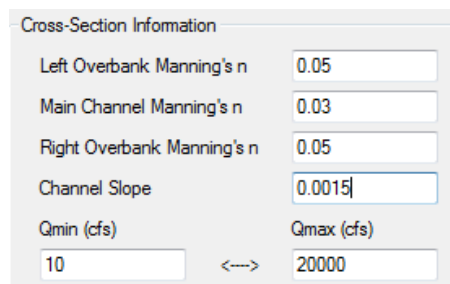 Cross-Section Information
Left Overbank Manning's n 0.05
Main Channel Manning's n 0.03
Right Overbank Manning's n 0.05
Channel Slope 0.0015
Qmin (cfs) Qmax (cfs)
10 <----> 20000